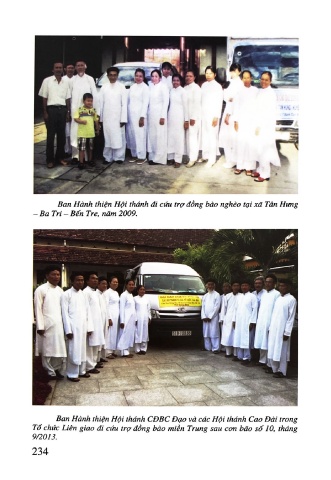 Ban Hành thiện Hội thánh đi cứu trợ đồng bào nghèo tại xã Tân Hưng
– Ba Tri – Bến Tre, năm 2009.
Ban Hành thiện Hội thánh CĐBC Đạo và các Hội thánh Cao Đài trong
Tổ chức Liên giao đi cứu trợ đồng bào miền Trung sau cơn bão số 10, tháng
9/2013.
234